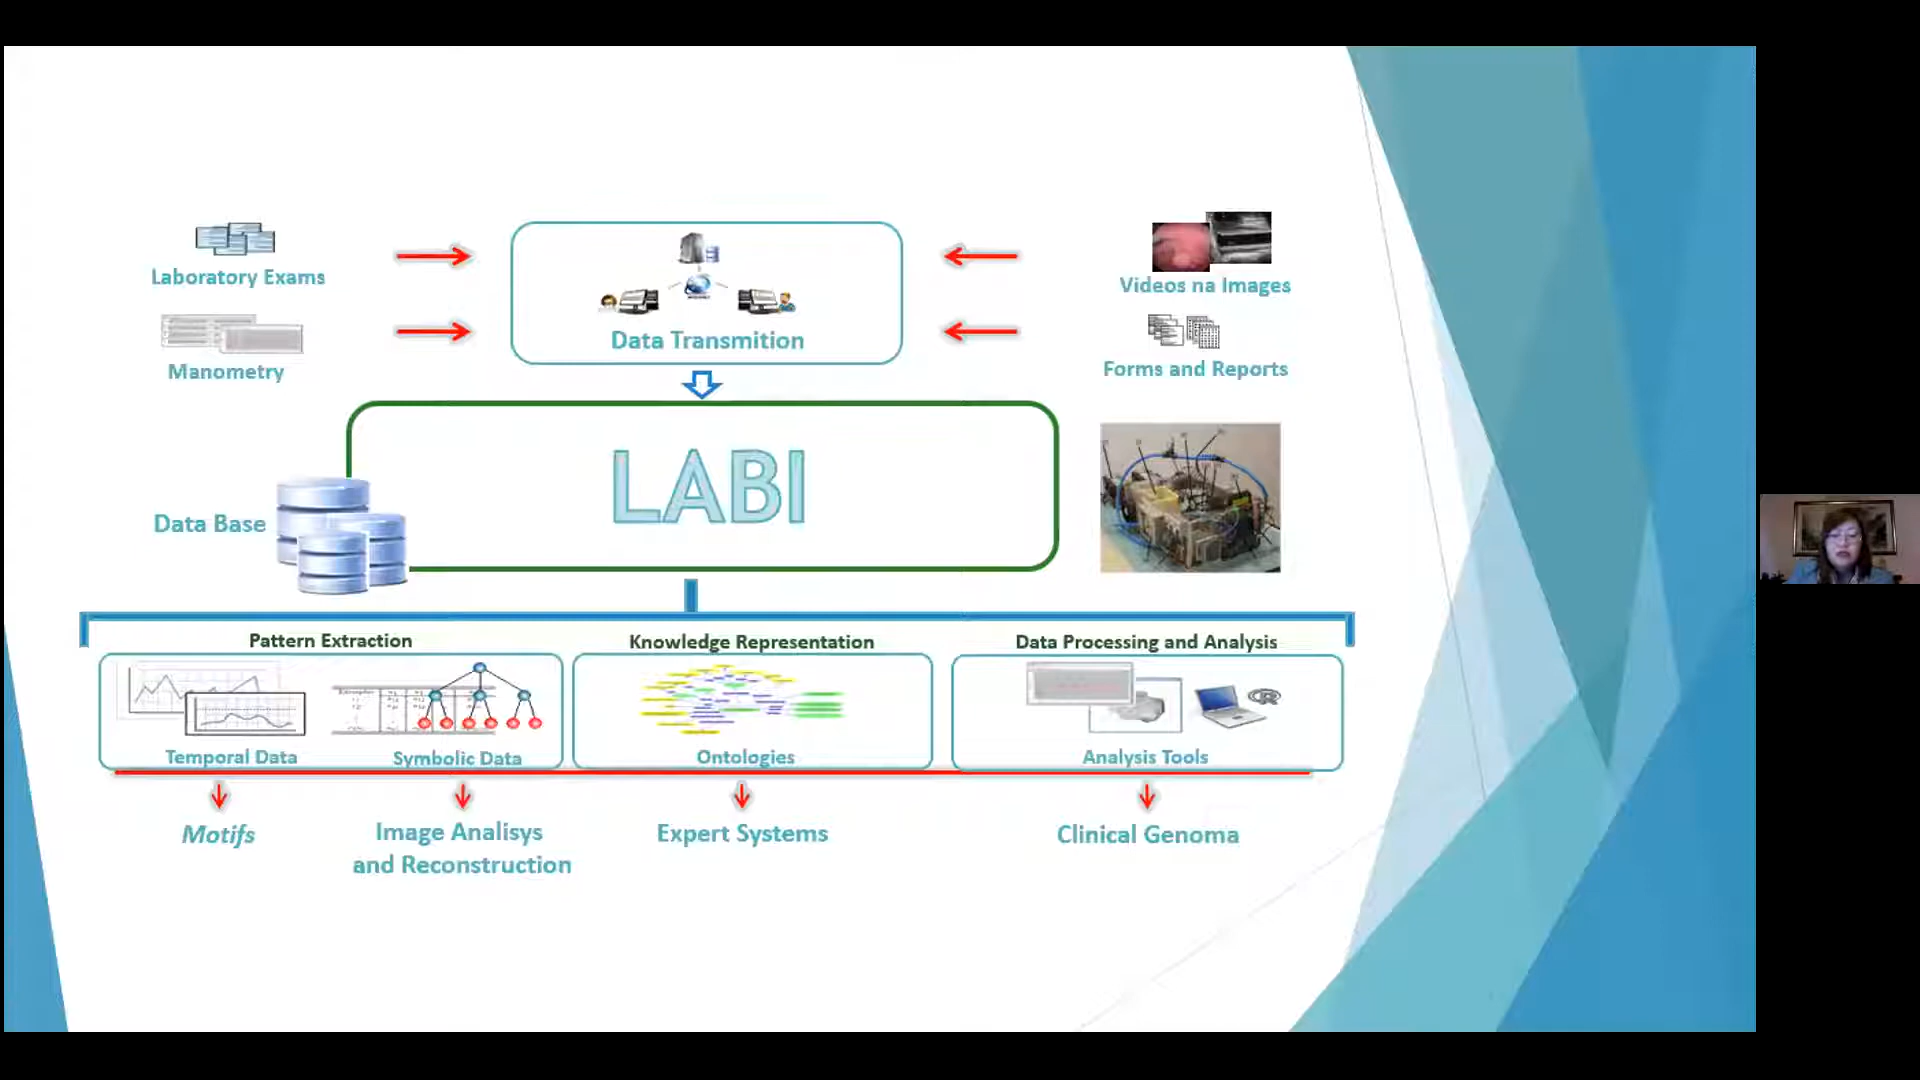 Laboratory Exams
Manometry
Data Transmition
Videos na Images
Forms and Reports
LABI
Data Base
Pattern Extraction
Knowledge Representation
Data Processing and Analysis
Temporal Data
Symbolic Data
Ontologies
Analysis Tools
Motifs
Image Analisys
and Reconstruction
Expert Systems
Clinical Genoma